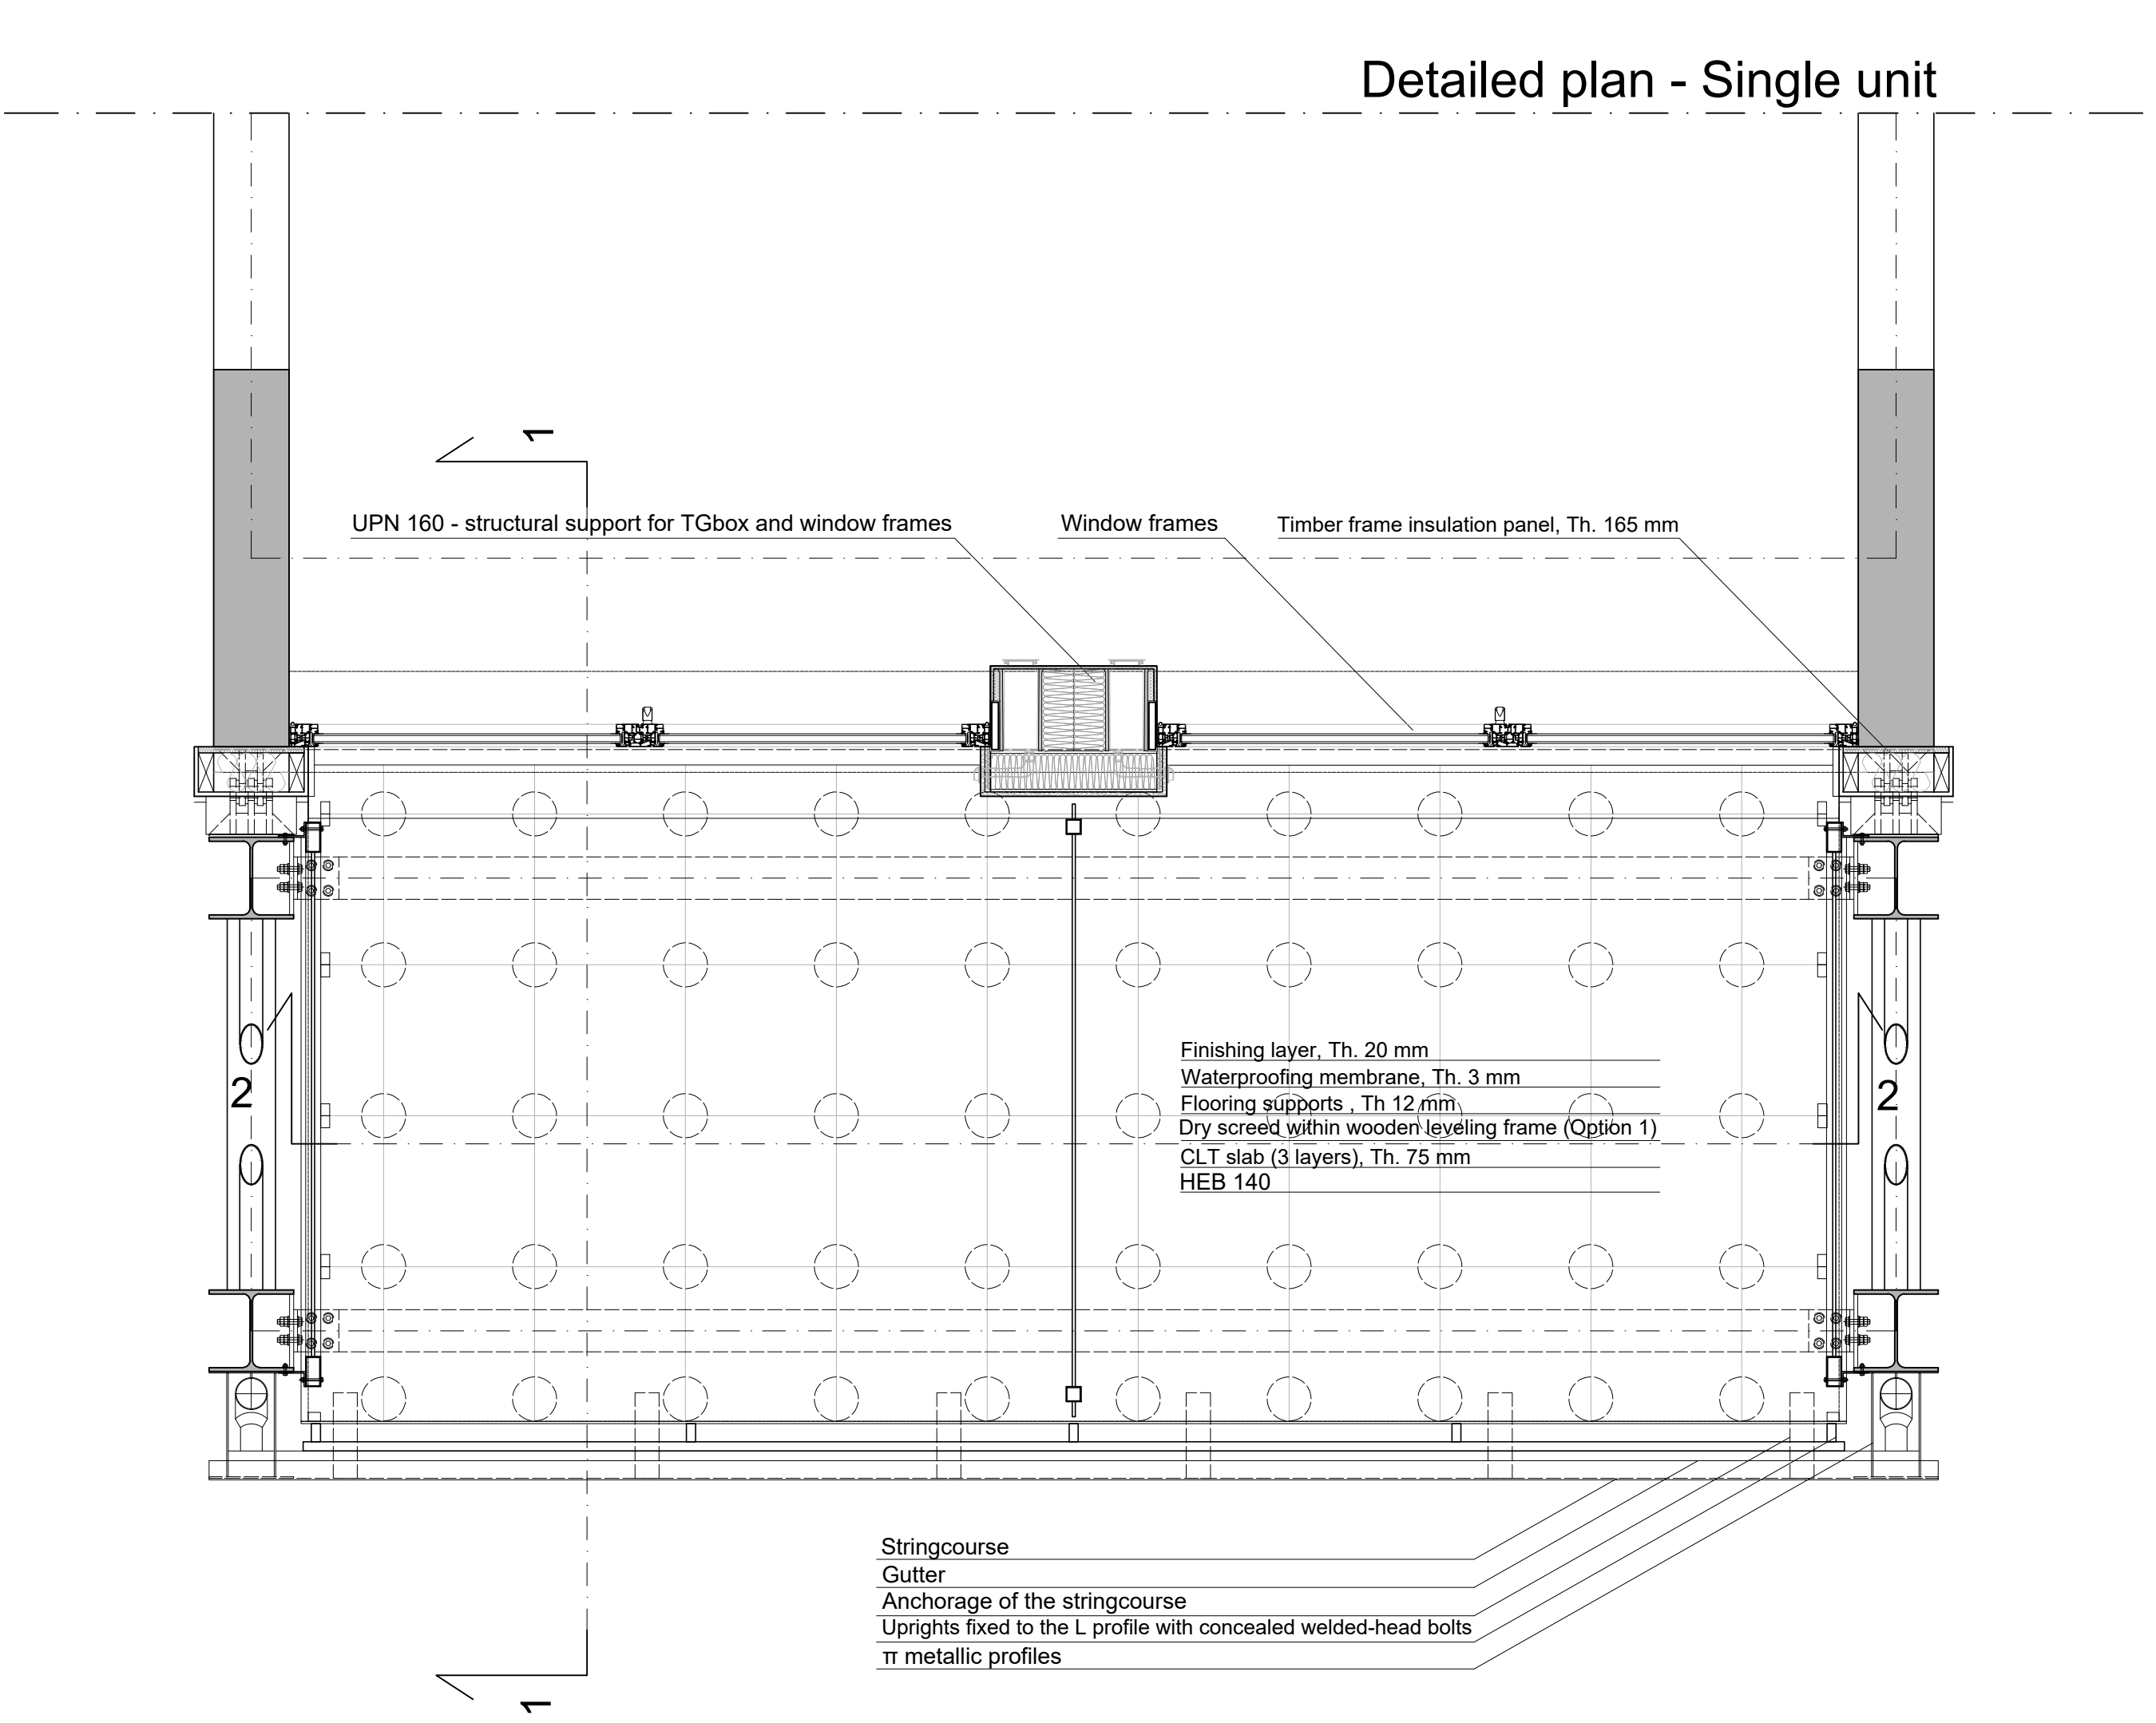 Detailed plan - Single unit
1
UPN 160 - structural support for TGbox and window frames
Window frames
Timber frame insulation panel, Th. 165 mm
Finishing layer, Th. 20 mm
Waterproofing membrane, Th. 3 mm
Flooring supports , Th 12 mm
Dry screed within wooden leveling frame (Option 1)
CLT slab (3 layers), Th. 75 mm
HEB 140
2
2
Stringcourse
Gutter
Anchorage of the stringcourse
Uprights fixed to the L profile with concealed welded-head bolts
π metallic profiles
1